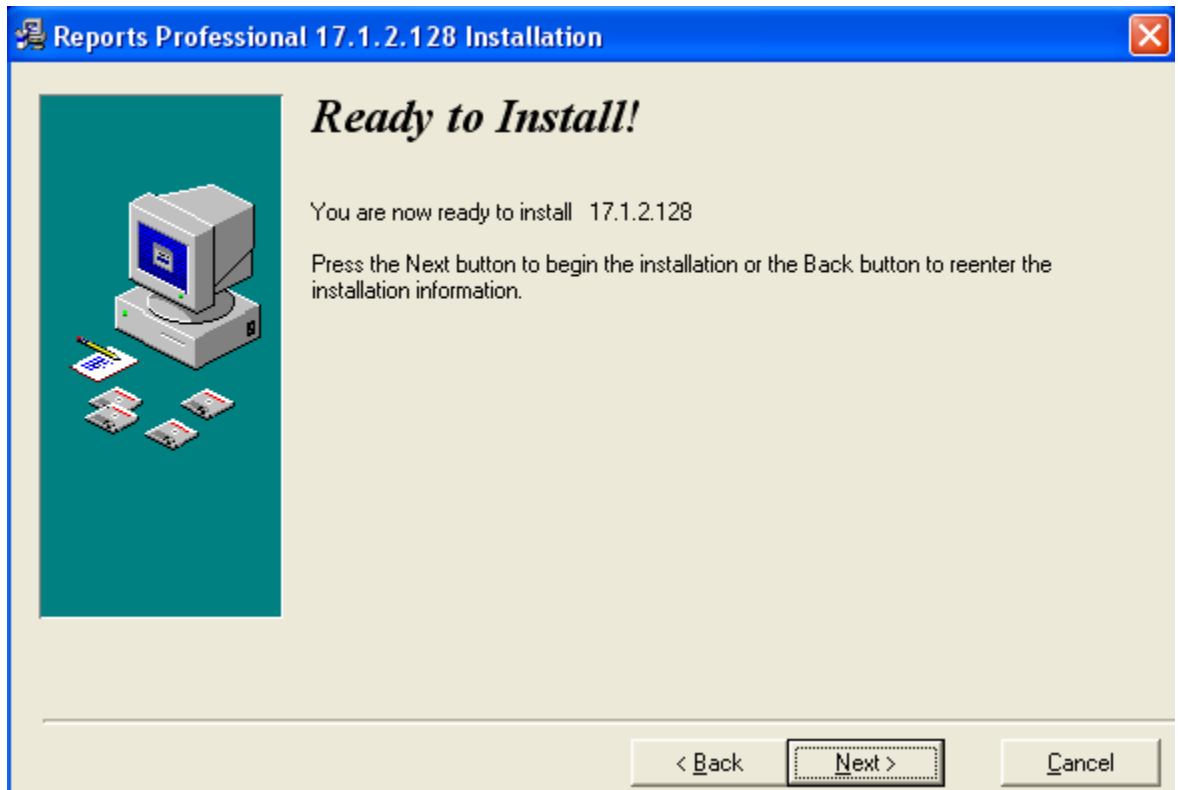 Reports Professional 17.1.2.128 Installation
Ready to Install!
You are now ready to install 17.1.2.128
Press the Next button to begin the installation or the Back button to reenter the
installation information.
< Back Next > Cancel